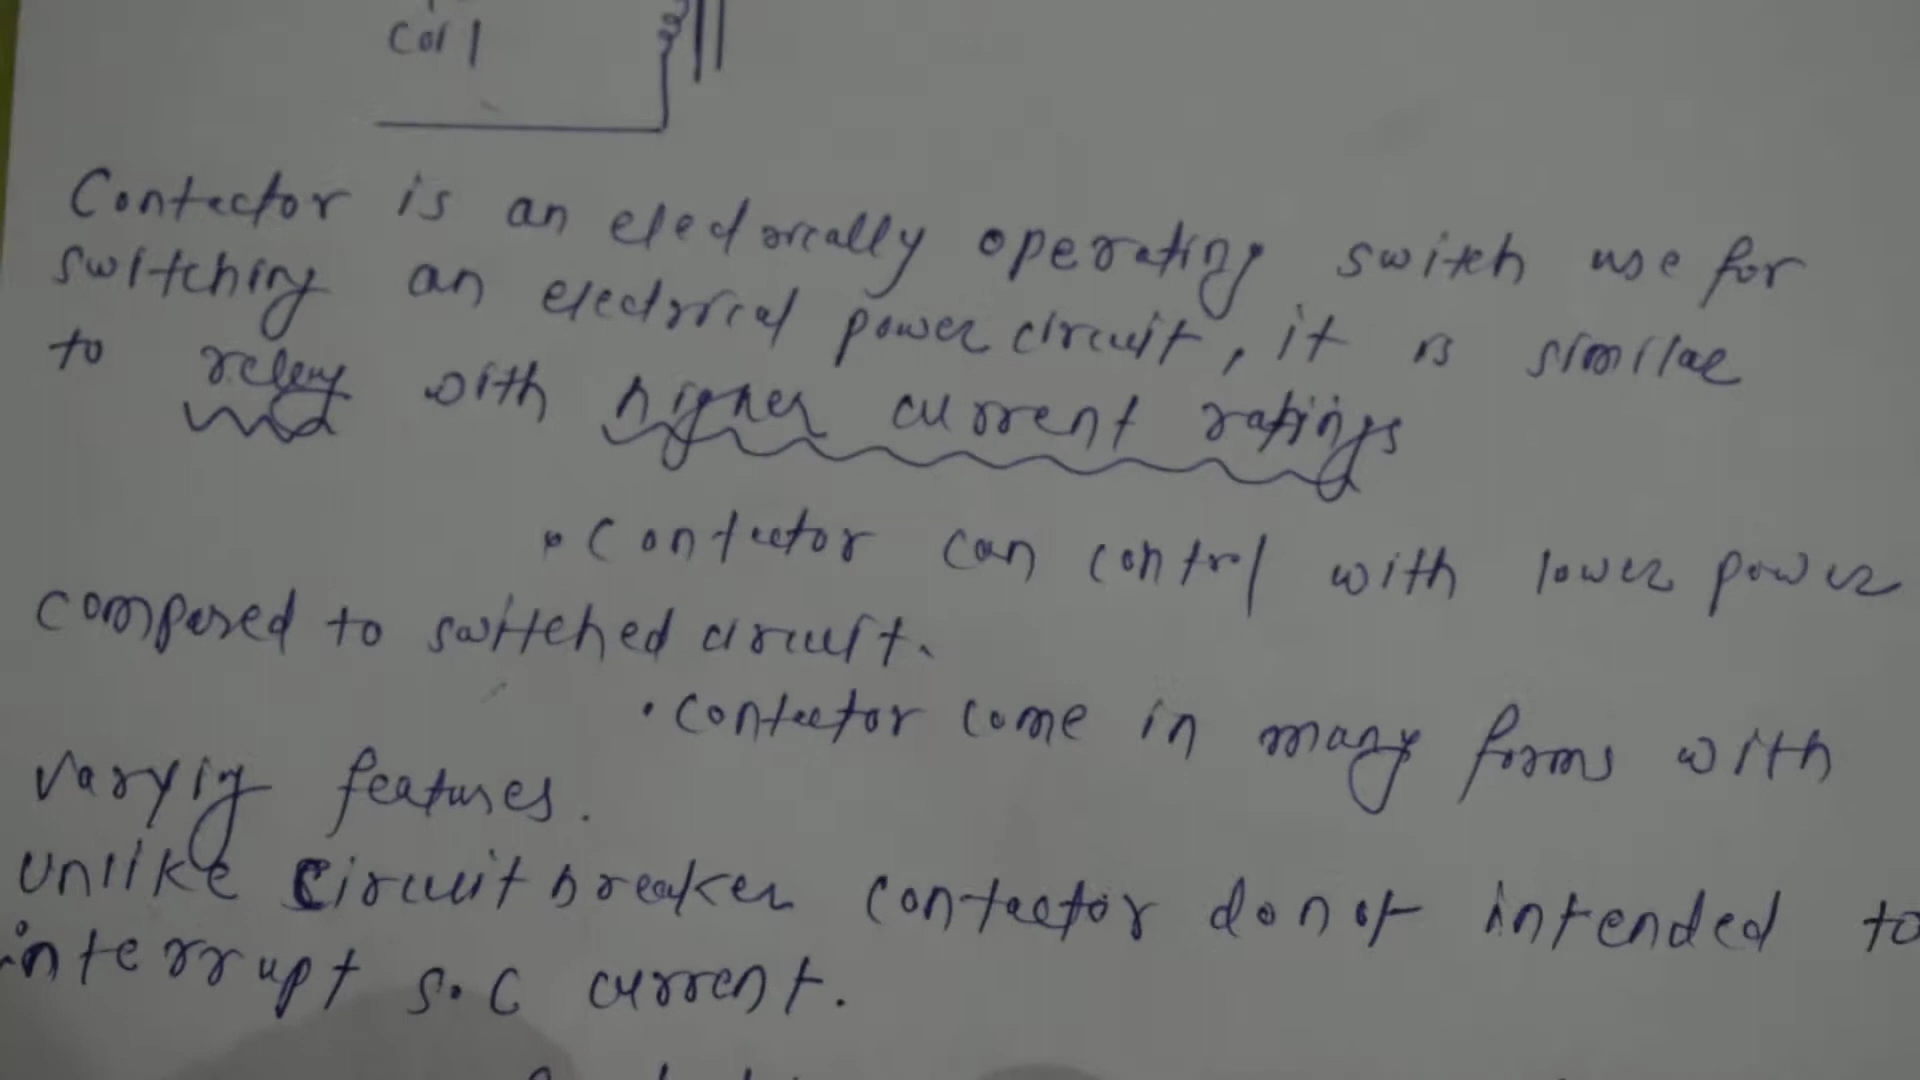 Coil
Contactor is an electrically operating switch use for
switching an electrical power circuit, it is similar
to relay with higher current ratings
• Contactor can control with lower power
compared to switched circuit.
• Contactor come in many forms with
varying features.
Unlike Circuit breaker contactor donot intended to
interrupt s.c current.